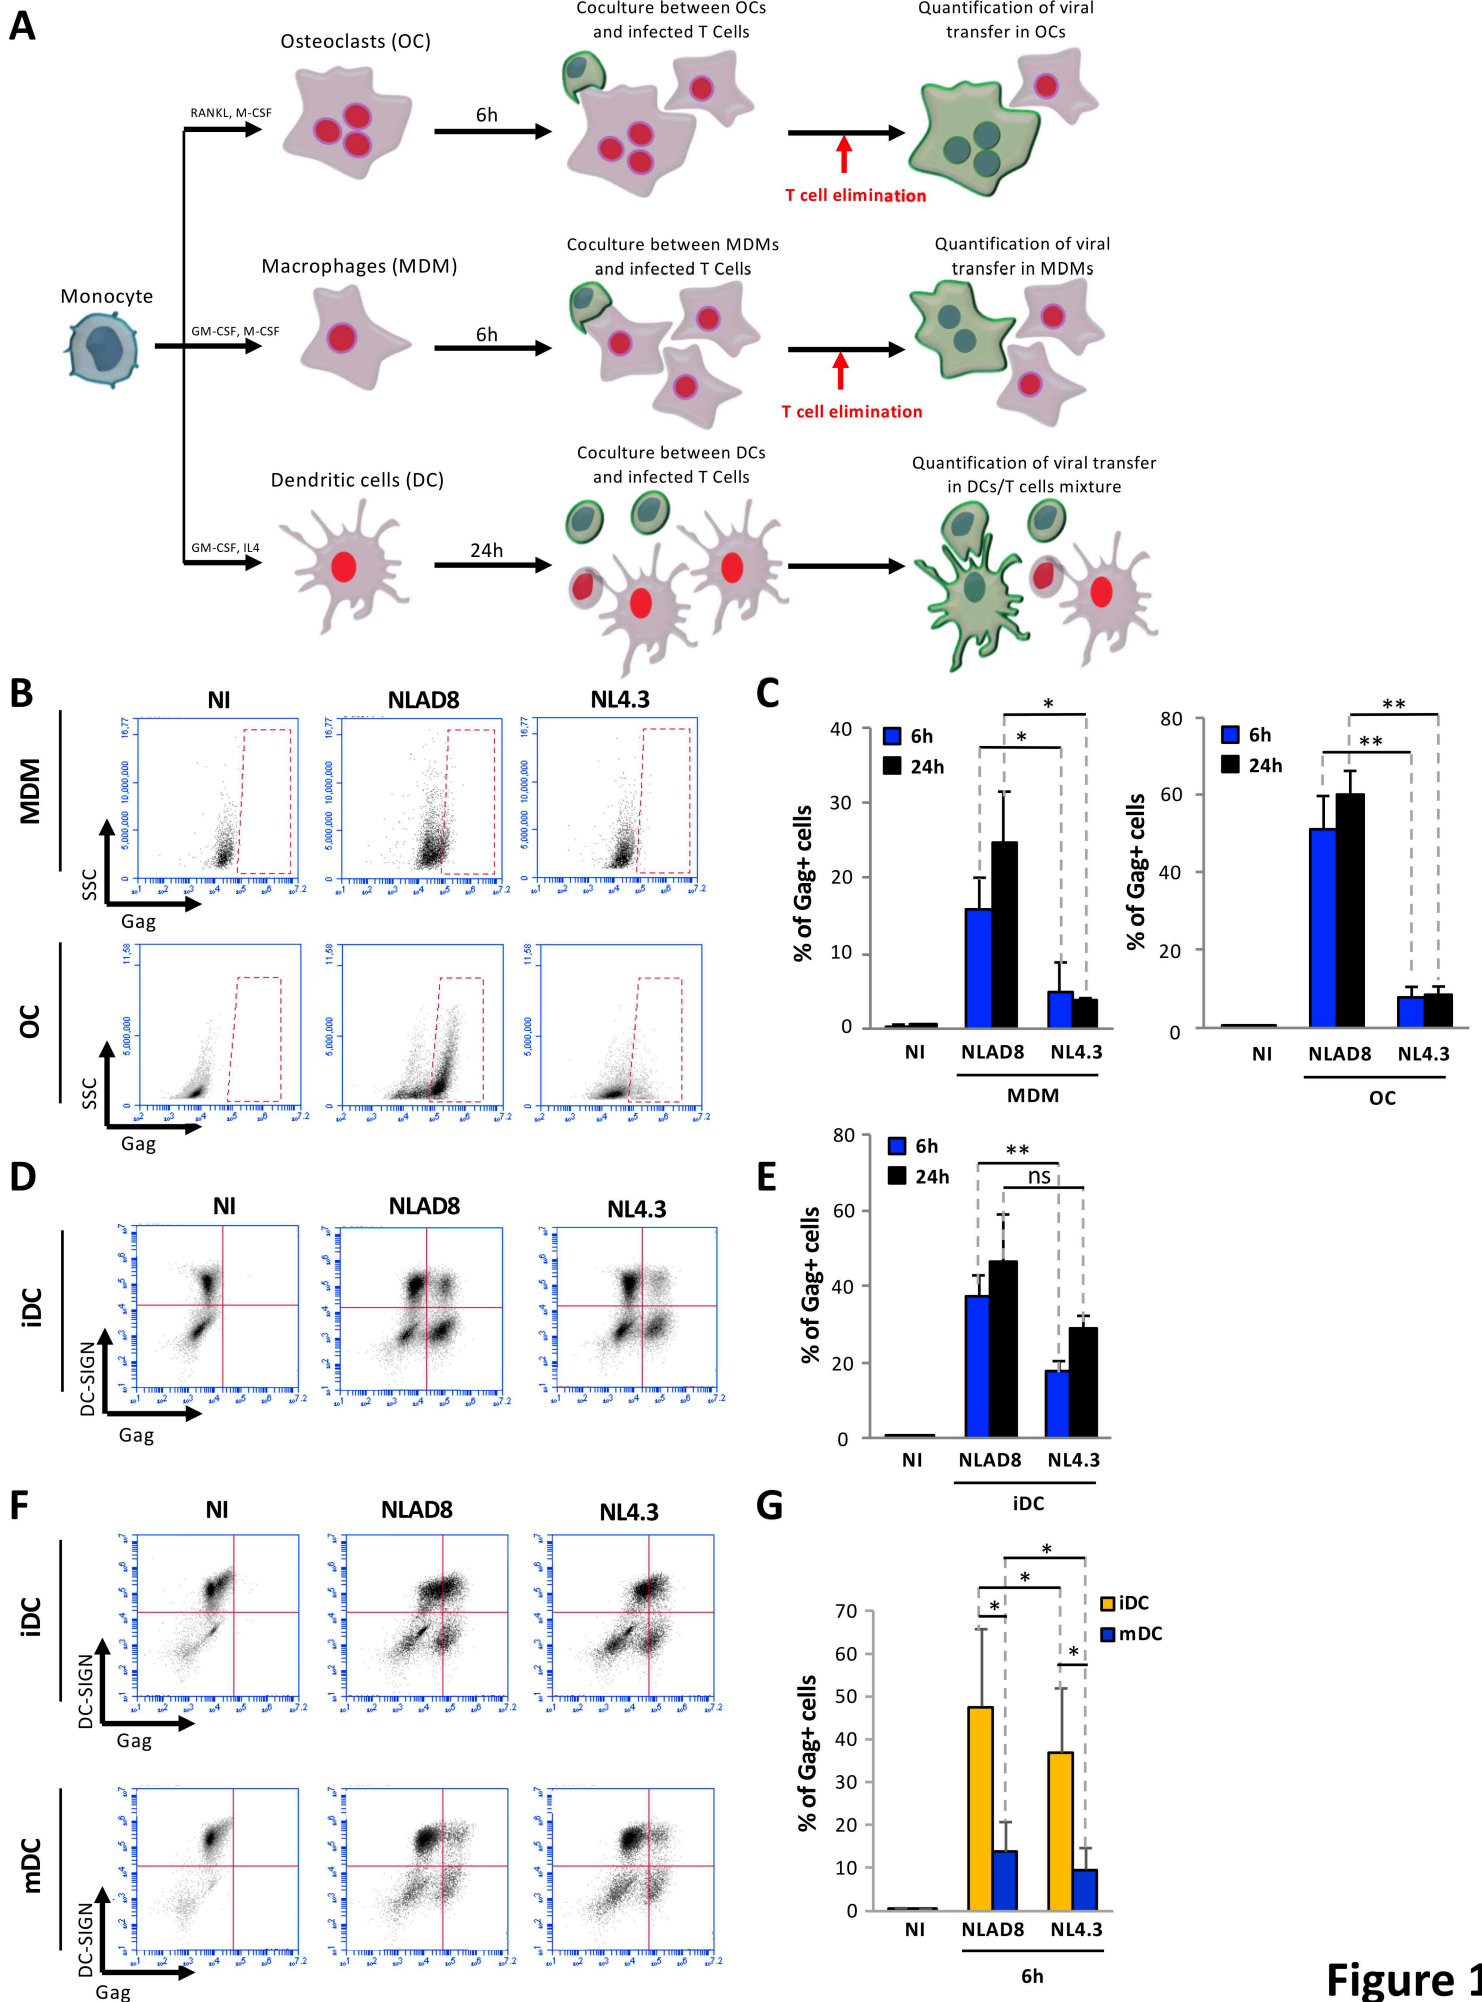 A
Osteoclasts (OC)
Coculture between OCs
and infected T Cells
Quantification of viral
transfer in OCs
RANKL, M-CSF
6h
T cell elimination
Monocyte
Macrophages (MDM)
Coculture between MDMs
and infected T Cells
Quantification of viral
transfer in MDMs
GM-CSF, M-CSF
6h
T cell elimination
Dendritic cells (DC)
Coculture between DCs
and infected T Cells
Quantification of viral transfer
in DCs/T cells mixture
GM-CSF, IL4
24h
B
NI
NLAD8
NL4.3
MDM
SSC
Gag
OC
SSC
Gag
C
% of Gag+ cells
40
30
20
10
0
6h
24h
*
*
NI
NLAD8
NL4.3
MDM
% of Gag+ cells
80
60
40
20
0
6h
24h
**
**
NI
NLAD8
NL4.3
OC
D
NI
NLAD8
NL4.3
iDC
DC-SIGN
Gag
E
% of Gag+ cells
80
60
40
20
0
6h
24h
**
ns
NI
NLAD8
NL4.3
iDC
F
NI
NLAD8
NL4.3
iDC
DC-SIGN
Gag
mDC
DC-SIGN
Gag
G
% of Gag+ cells
70
60
50
40
30
20
10
0
*
*
*
*
iDC
mDC
NI
NLAD8
NL4.3
6h
Figure 1